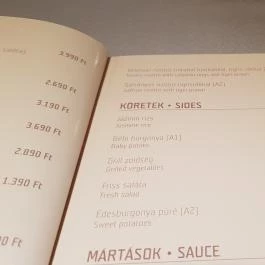 3.990 Ft
2.690 Ft
3.190 Ft
3.690 Ft
2.890 Ft
1.390 Ft
KÖRETEK • SIDES
Jázmin rizs
Jasmine rice
Bébi burgonya [A1]
Baby potato
Grill zöldség
Grilled vegetables
Friss saláta
Fresh salad
Édesburgonya püré [A2]
Sweet potatoes
MÁRTÁSOK • SAUCE